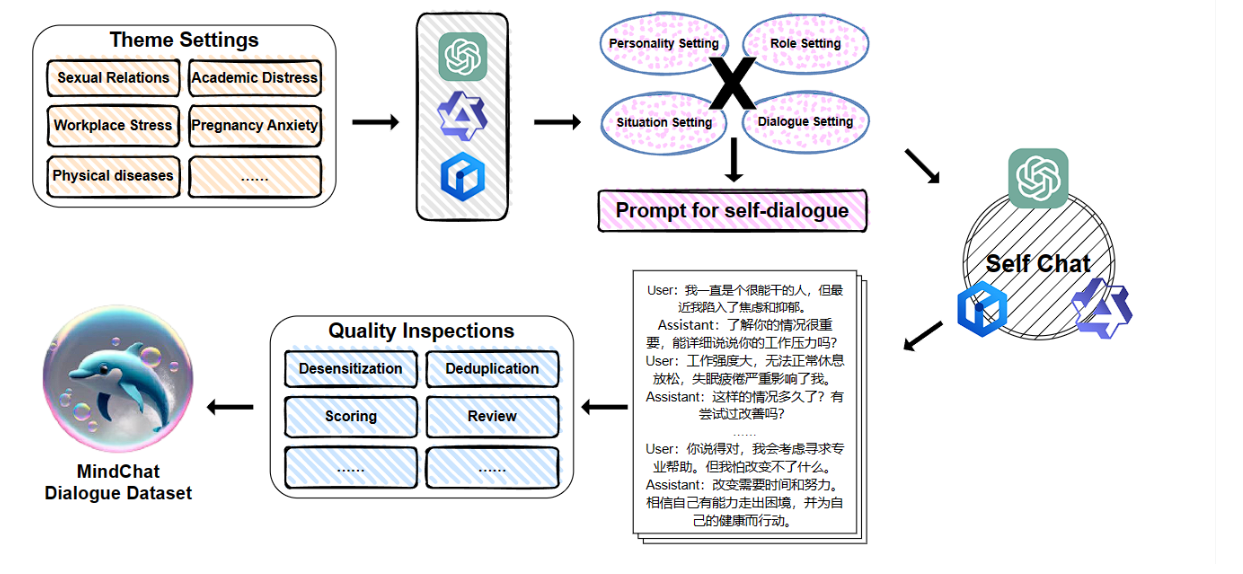 Theme Settings
Sexual Relations
Academic Distress
Workplace Stress
Pregnancy Anxiety
Physical diseases
……
Personality Setting
Role Setting
X
Situation Setting
Dialogue Setting
Prompt for self-dialogue
Self Chat
User：我一直是个很能干的人，但最
近我陷入了焦虑和抑郁。
Assistant：了解你的情况很重
要，能详细说说你的工作压力吗？
User：工作强度大，无法正常休息
放松，失眠疲倦严重影响了我。
Assistant：这样的情况多久了？有
尝试过改善吗？
……
User：你说得对，我会考虑寻求专
业帮助。但我怕改变不了什么。
Assistant：改变需要时间和努力。
相信自己有能力走出困境，并为自
己的健康而行动。
Quality Inspections
Desensitization
Deduplication
Scoring
Review
……
……
MindChat
Dialogue Dataset